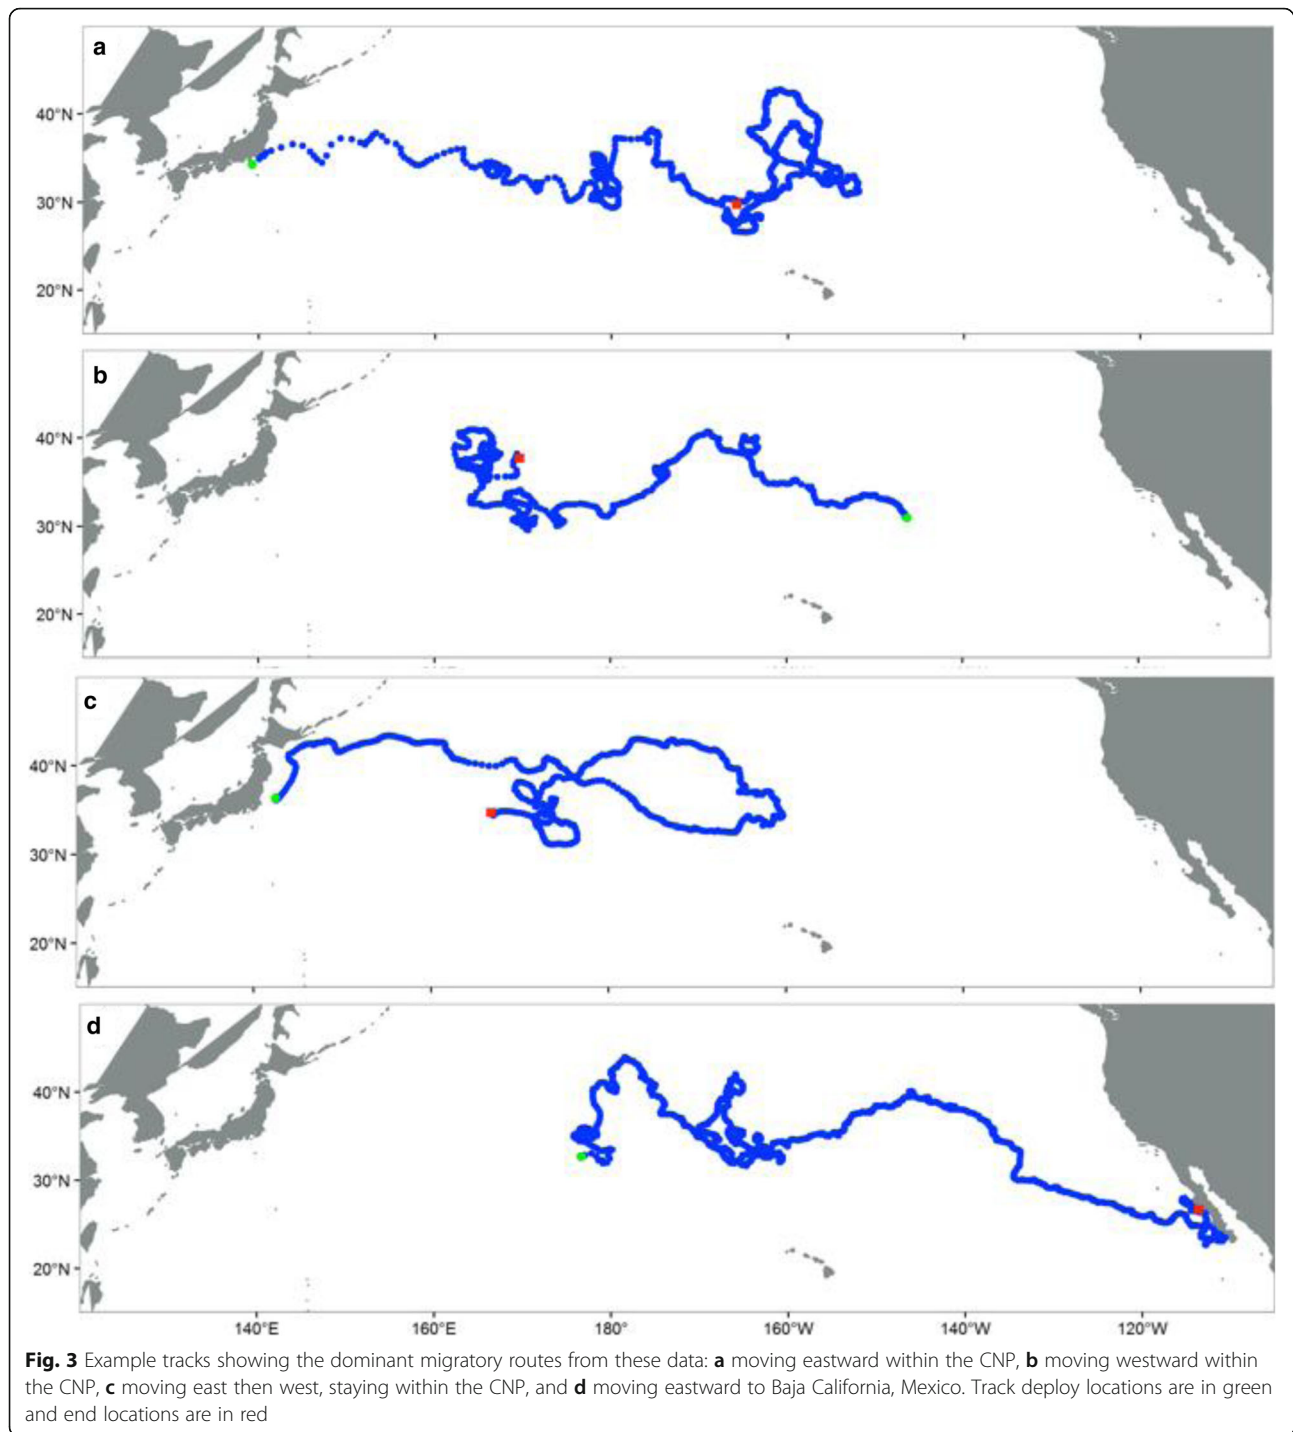 a
40°N
30°N
20°N
b
40°N
30°N
20°N
c
40°N
30°N
20°N
d
40°N
30°N
20°N
140°E 160°E 180° 160°W 140°W 120°W
Fig. 3 Example tracks showing the dominant migratory routes from these data: a moving eastward within the CNP, b moving westward within
the CNP, c moving east then west, staying within the CNP, and d moving eastward to Baja California, Mexico. Track deploy locations are in green
and end locations are in red